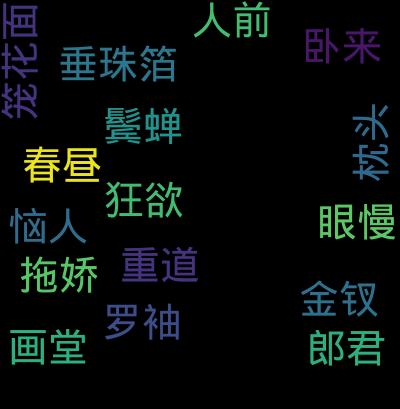 人前
笼花面
卧来
垂珠箔
鬓蝉
枕头
春昼
狂欲
恼人
眼慢
拖娇
重道
金钗
罗袖
画堂
郎君